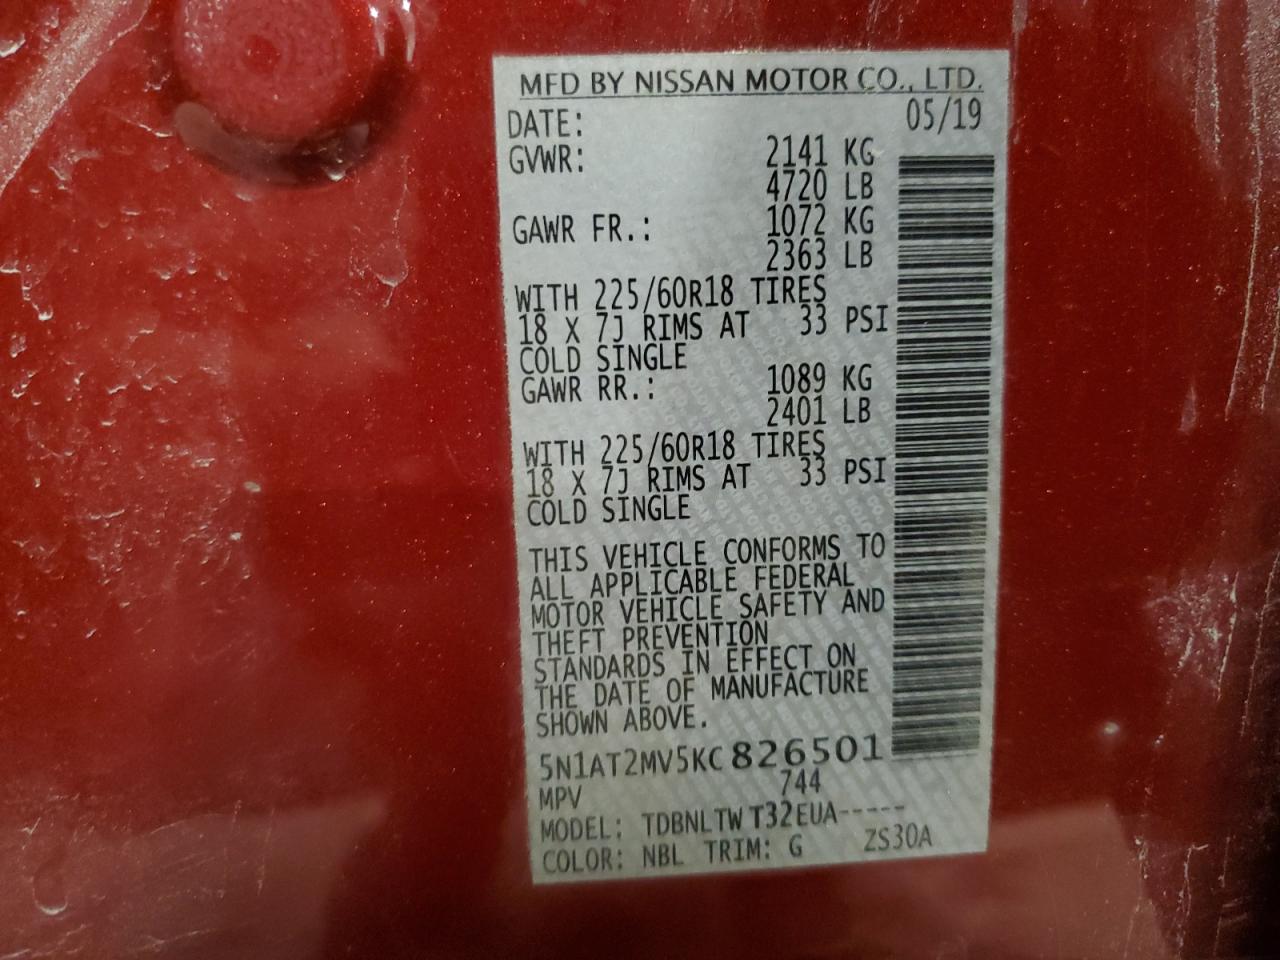 MFD BY NISSAN MOTOR CO., LTD.
DATE: 05/19
GVWR: 2141 KG
4720 LB
GAWR FR.: 1072 KG
2363 LB
WITH 225/60R18 TIRES
18 X 7J RIMS AT 33 PSI
COLD SINGLE
GAWR RR.: 1089 KG
2401 LB
WITH 225/60R18 TIRES
18 X 7J RIMS AT 33 PSI
COLD SINGLE
THIS VEHICLE CONFORMS TO
ALL APPLICABLE FEDERAL
MOTOR VEHICLE SAFETY AND
THEFT PREVENTION
STANDARDS IN EFFECT ON
THE DATE OF MANUFACTURE
SHOWN ABOVE.
5N1AT2MV5KC826501
MPV 744
MODEL: TDBNLTW T32EUA-----
COLOR: NBL TRIM: G ZS30A